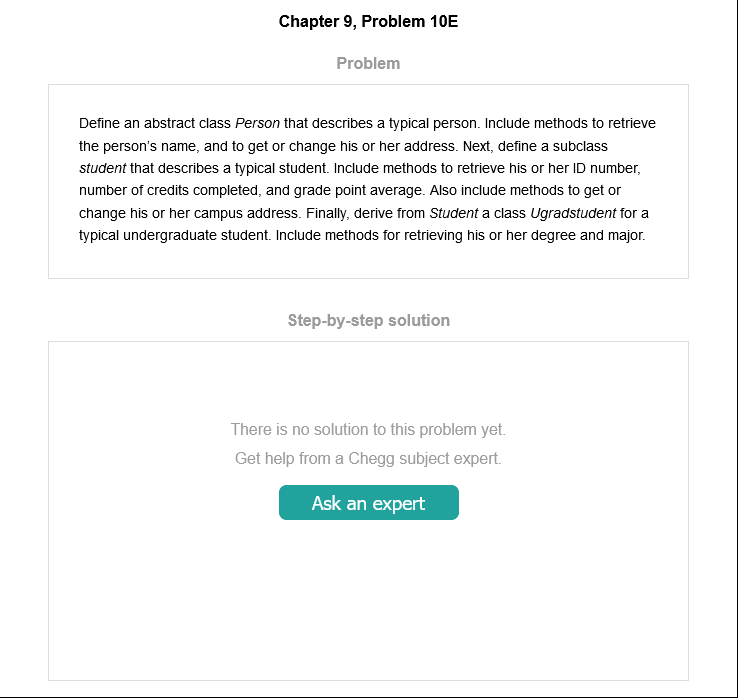 Chapter 9, Problem 10E
Problem
Define an abstract class Person that describes a typical person. Include methods to retrieve
the person's name, and to get or change his or her address. Next, define a subclass
student that describes a typical student. Include methods to retrieve his or her ID number,
number of credits completed, and grade point average. Also include methods to get or
change his or her campus address. Finally, derive from Student a class Ugradstudent for a
typical undergraduate student. Include methods for retrieving his or her degree and major.
Step-by-step solution
There is no solution to this problem yet.
Get help from a Chegg subject expert.
Ask an expert